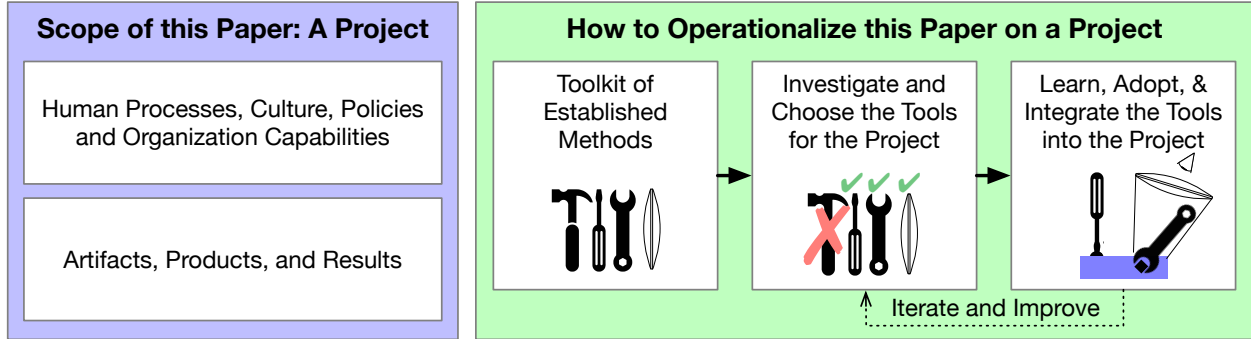 Scope of this Paper: A Project
Human Processes, Culture, Policies
and Organization Capabilities
Artifacts, Products, and Results
How to Operationalize this Paper on a Project
Toolkit of
Established
Methods
Investigate and
Choose the Tools
for the Project
Learn, Adopt, &
Integrate the Tools
into the Project
Iterate and Improve